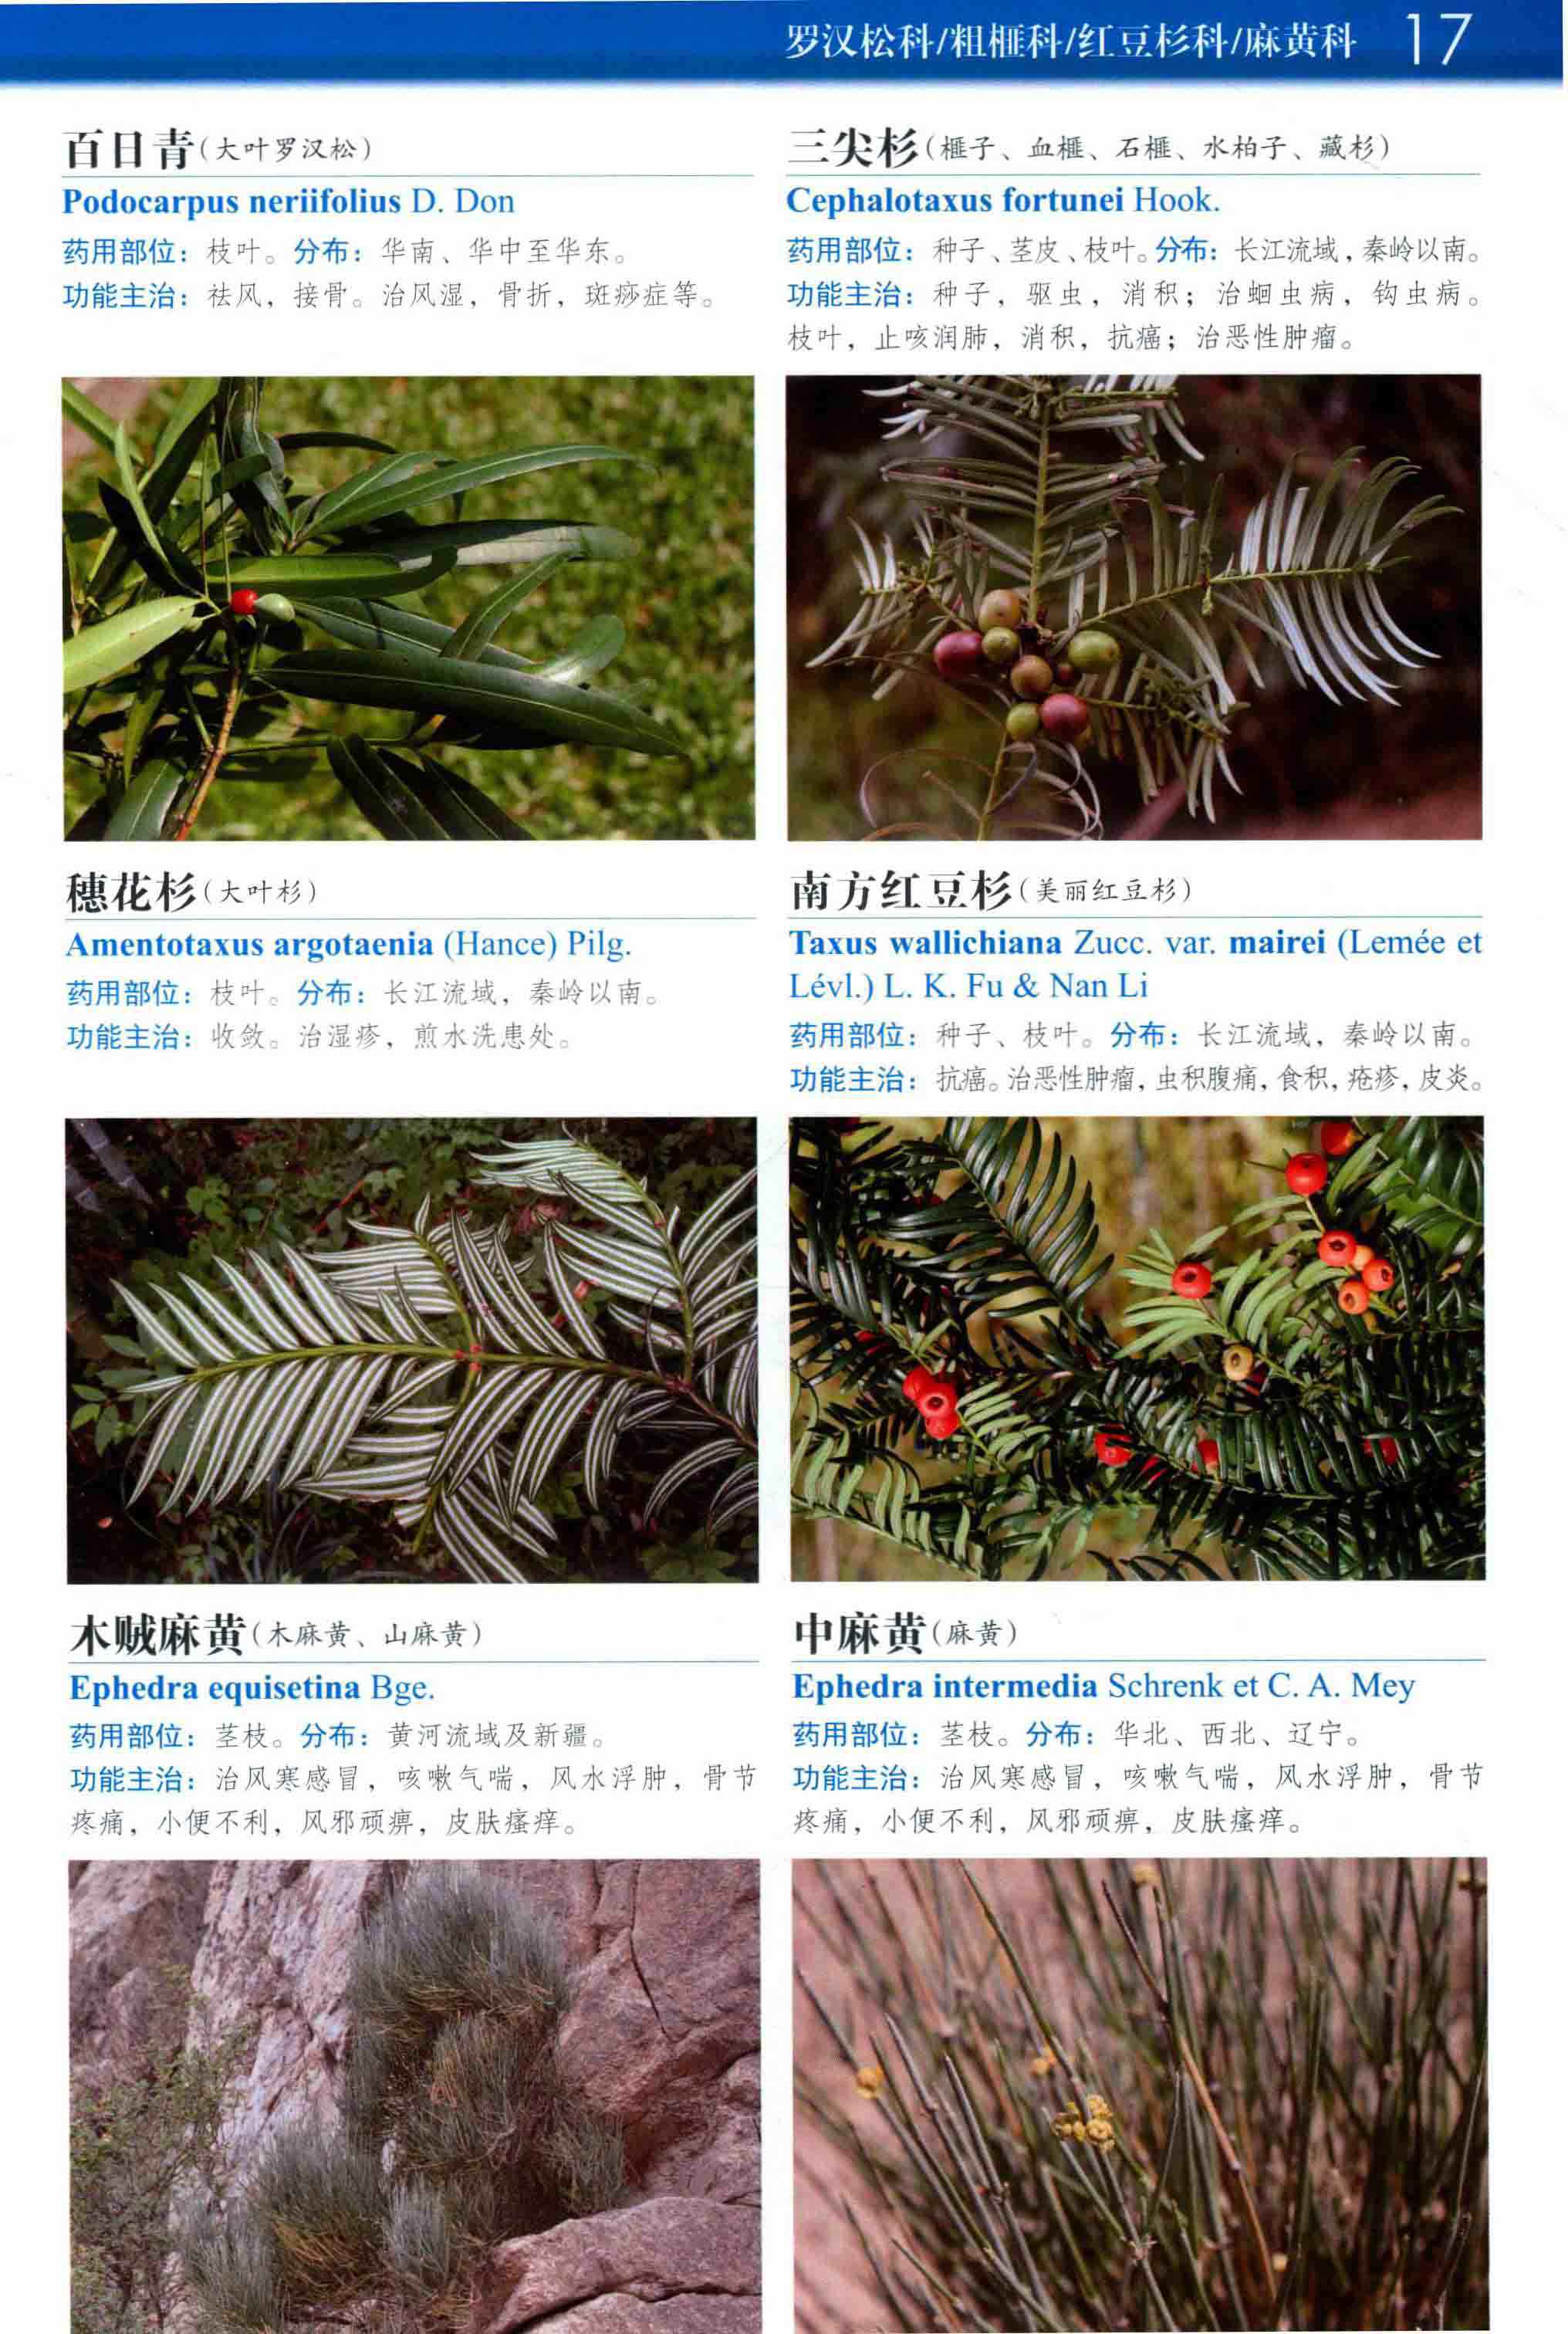 罗汉松科/粗榧科/红豆杉科/麻黄科 17
百日青(大叶罗汉松)
Podocarpus neriifolius D. Don
药用部位：枝叶。分布：华南、华中至华东。
功能主治：祛风，接骨。治风湿，骨折，斑痧症等。
三尖杉(榧子、血榧、石榧、水柏子、藏杉)
Cephalotaxus fortunei Hook.
药用部位：种子、茎皮、枝叶。分布：长江流域，秦岭以南。
功能主治：种子，驱虫，消积；治蛔虫病，钩虫病。
枝叶，止咳润肺，消积，抗癌；治恶性肿瘤。
穗花杉(大叶杉)
Amentotaxus argotaenia (Hance) Pilg.
药用部位：枝叶。分布：长江流域，秦岭以南。
功能主治：收敛。治湿疹，煎水洗患处。
南方红豆杉(美丽红豆杉)
Taxus wallichiana Zucc. var. mairei (Lemée et
Lévl.) L. K. Fu & Nan Li
药用部位：种子、枝叶。分布：长江流域，秦岭以南。
功能主治：抗癌。治恶性肿瘤，虫积腹痛，食积，疮疹，皮炎。
木贼麻黄(木麻黄、山麻黄)
Ephedra equisetina Bge.
药用部位：茎枝。分布：黄河流域及新疆。
功能主治：治风寒感冒，咳嗽气喘，风水浮肿，骨节
疼痛，小便不利，风邪顽痹，皮肤瘙痒。
中麻黄(麻黄)
Ephedra intermedia Schrenk et C. A. Mey
药用部位：茎枝。分布：华北、西北、辽宁。
功能主治：治风寒感冒，咳嗽气喘，风水浮肿，骨节
疼痛，小便不利，风邪顽痹，皮肤瘙痒。